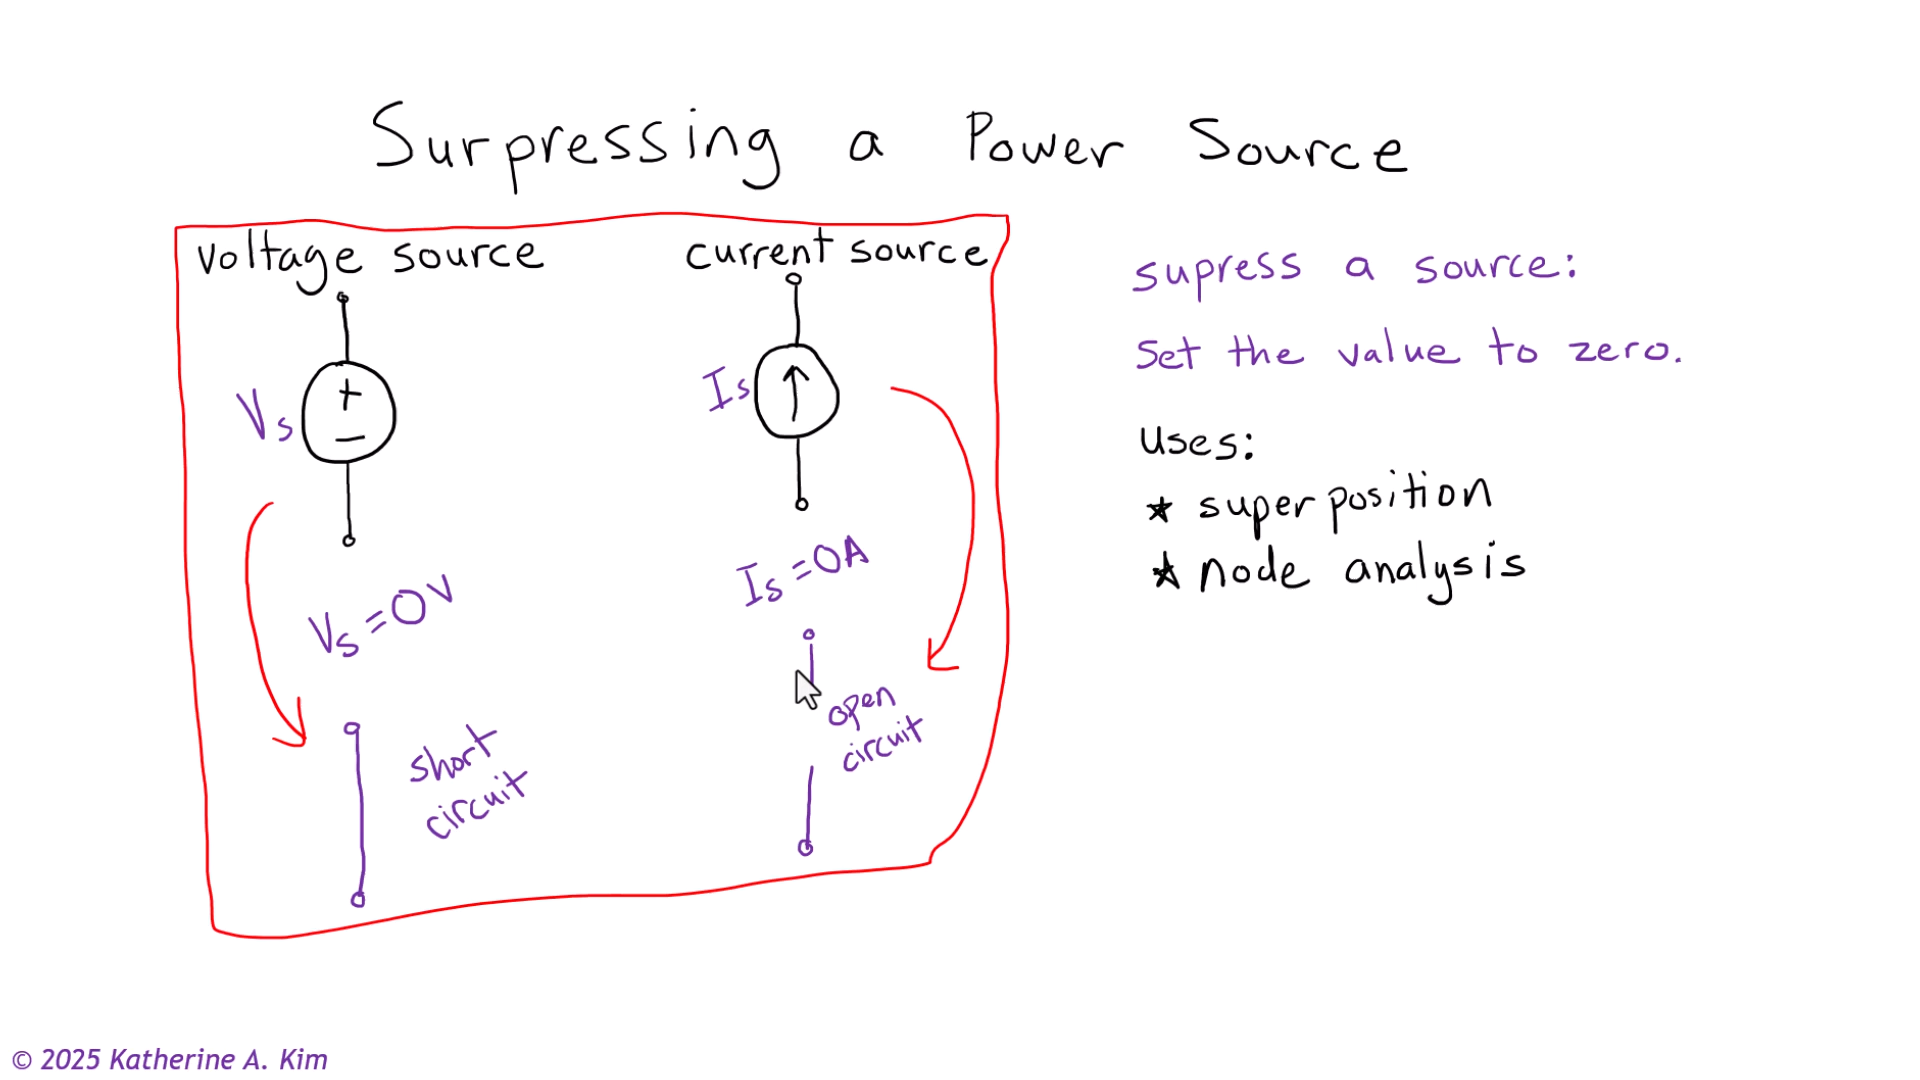 Surpressing a Power Source
voltage source
current source
+
−
Vs
Is
Vs = 0V
Is = 0A
short
circuit
open
circuit
supress a source:
Set the value to zero.
Uses:
★ superposition
★ node analysis
© 2025 Katherine A. Kim